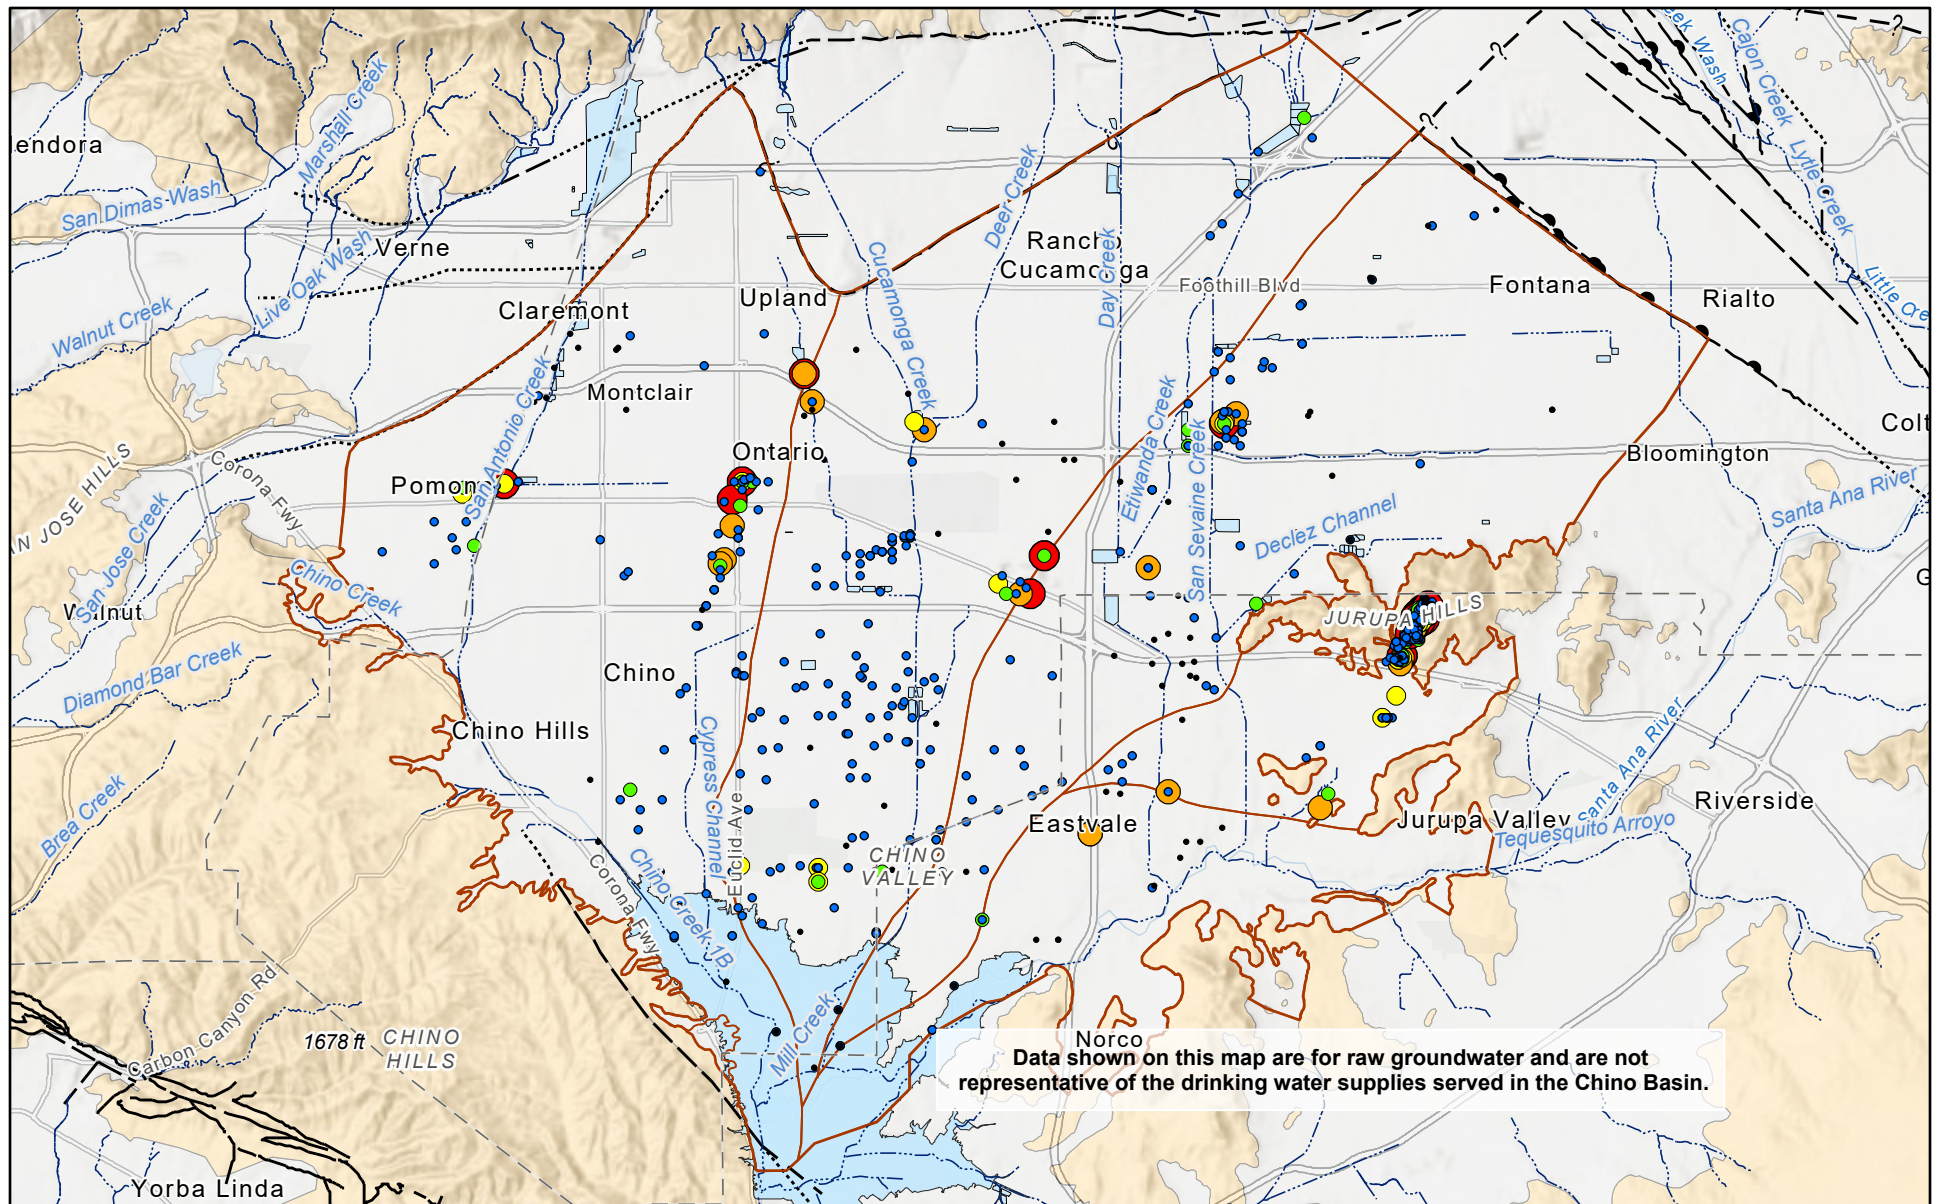 Cajon Creek
Wash
Marshall Creek
endora
San Dimas Wash
Verne
Live Oak Wash
Walnut Creek
Claremont
Upland
Cucamonga Creek
Deer Creek
Rancho
Cucamonga
Day Creek
Foothill Blvd
Fontana
Rialto
Lytle Creek
Little Cre
Montclair
San Antonio Creek
Ontario
Pomona
Corona Fwy
AN JOSE HILLS
San Jose Creek
Walnut
Chino Creek
Diamond Bar Creek
Etiwanda Creek
San Sevaine Creek
Declez Channel
Bloomington
Colt
Santa Ana River
G
JURUPA HILLS
Chino
Chino Hills
Cypress Channel
Euclid Ave
Brea Creek
Chino Creek 1B
Corona Fwy
CHINO
VALLEY
Eastvale
Jurupa Valley
Santa Ana River
Riverside
Tequesquito Arroyo
Mill Creek
Carbon Canyon Rd
1678 ft
CHINO
HILLS
Norco
Data shown on this map are for raw groundwater and are not
representative of the drinking water supplies served in the Chino Basin.
Yorba Linda
?
?
?
?